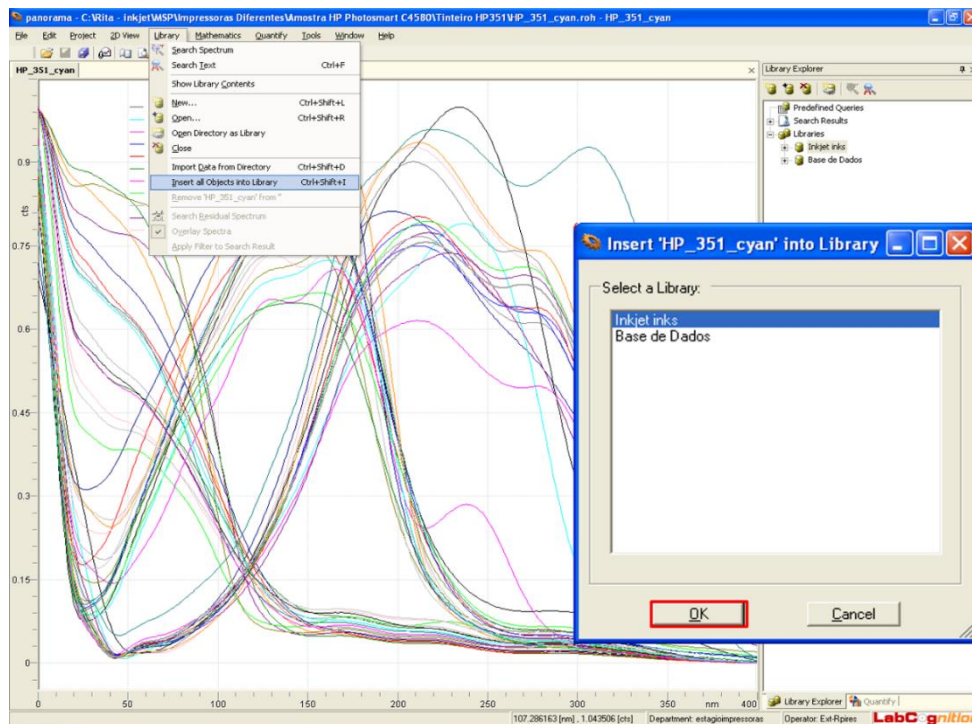 panorama - C:\Rita - inkjet\MSP\Impressoras Diferentes\Amostra HP Photosmart C4580\Tinteiro HP351\HP_351_cyan.roh - HP_351_cyan
File Edit Project 2D View Library Mathematics Quantify Tools Window Help
HP_351_cyan
Search Spectrum
Search Text Ctrl+F
Show Library Contents
New... Ctrl+Shift+L
Open... Ctrl+Shift+R
Open Directory as Library
Close
Import Data from Directory Ctrl+Shift+D
Insert all Objects into Library Ctrl+Shift+I
Remove 'HP_351_cyan' from ''
Search Residual Spectrum
Overlay Spectra
Apply Filter to Search Result
Library Explorer
Predefined Queries
Search Results
Libraries
Inkjet inks
Base de Dados
Insert 'HP_351_cyan' into Library
Select a Library:
Inkjet inks
Base de Dados
OK Cancel
cts
0.9
0.75
0.6
0.45
0.3
0.15
0
0 50 100 150 200 250 300 350 nm 400
Library Explorer Quantify
107.286163 [nm] , 1.043506 [cts] Department: estagioimpressoras Operator: Ext-Rpires LabCognition